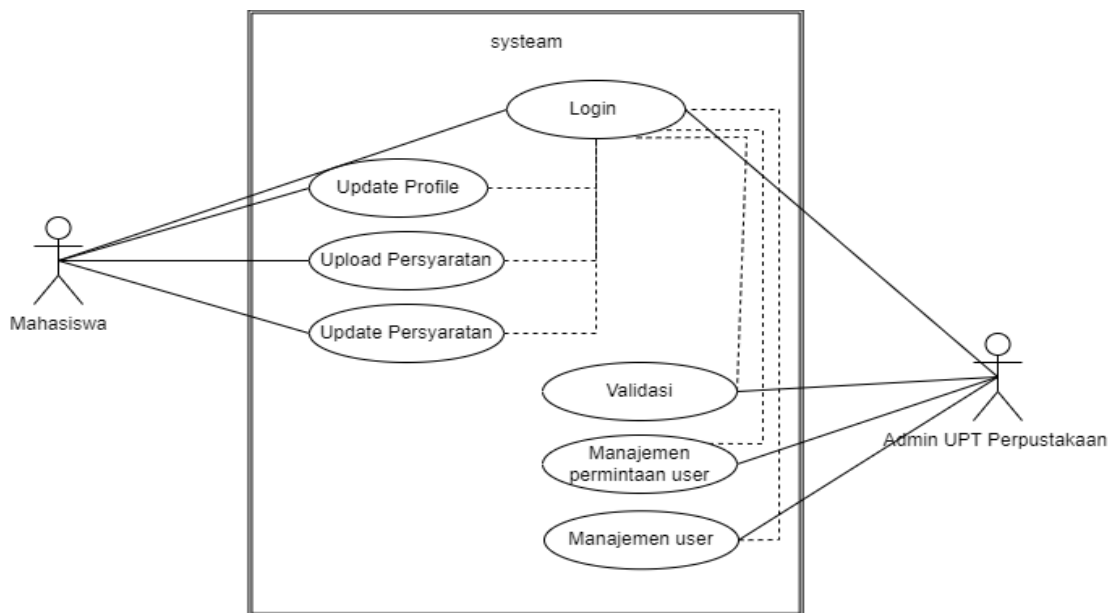 systeam
Login
Update Profile
Upload Persyaratan
Mahasiswa
Update Persyaratan
Validasi
Admin UPT Perpustakaan
Manajemen
permintaan user
Manajemen user